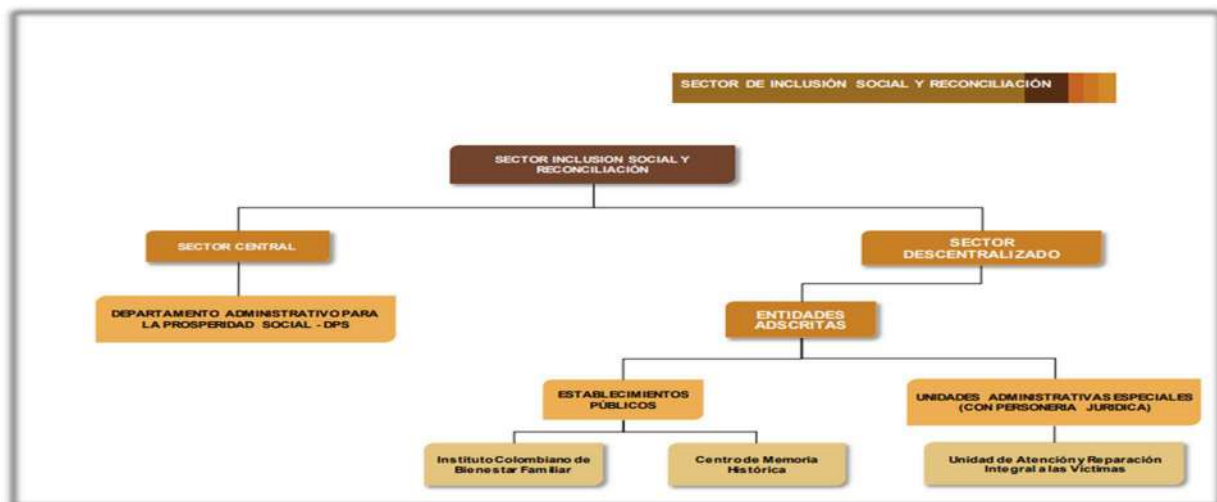 SECTOR DE INCLUSIÓN SOCIAL Y RECONCILIACIÓN
SECTOR INCLUSION SOCIAL Y
RECONCILIACIÓN
SECTOR CENTRAL
SECTOR
DESCENTRALIZADO
DEPARTAMENTO ADMINISTRATIVO PARA
LA PROSPERIDAD SOCIAL - DPS
ENTIDADES
ADSCRITAS
ESTABLECIMIENTOS
PÚBLICOS
UNIDADES ADMINISTRATIVAS ESPECIALES
(CON PERSONERIA JURIDICA)
Instituto Colombiano de
Bienestar Familiar
Centro de Memoria
Histórica
Unidad de Atención y Reparación
Integral a las Víctimas